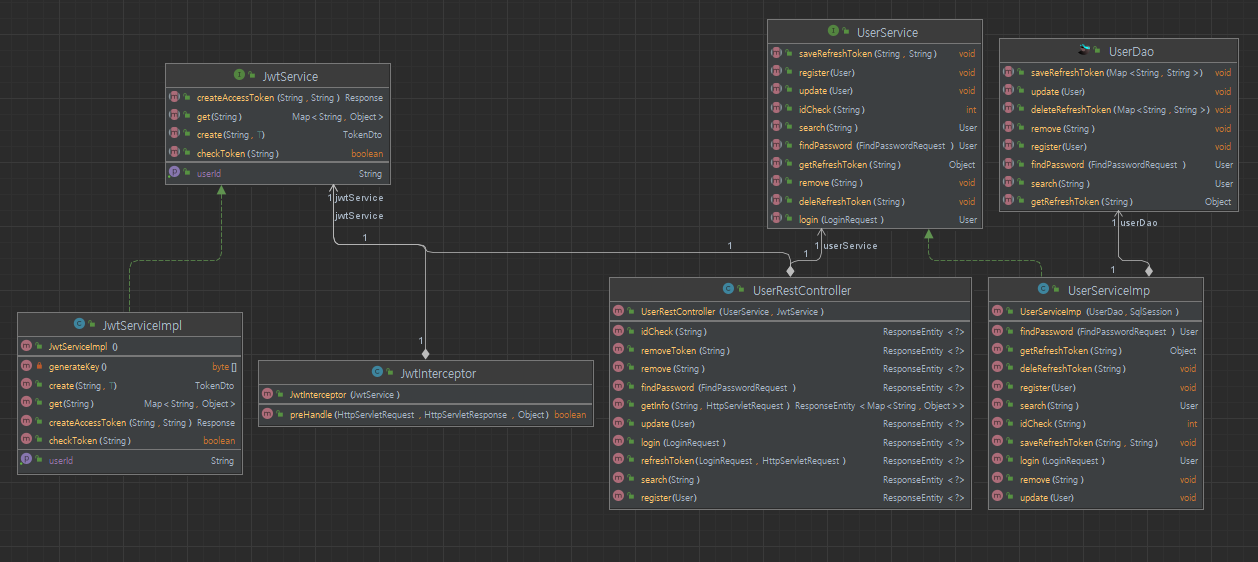 JwtService
createAccessToken (String, String) Response
get(String) Map<String, Object>
create(String, T) TokenDto
checkToken(String) boolean
userId String
UserService
saveRefreshToken(String, String) void
register(User) void
update(User) void
idCheck(String) int
search(String) User
findPassword (FindPasswordRequest) User
getRefreshToken(String) Object
remove(String) void
deleRefreshToken(String) void
login (LoginRequest) User
UserDao
saveRefreshToken(Map<String, String>) void
update(User) void
deleteRefreshToken(Map<String, String>) void
remove(String) void
register(User) void
findPassword (FindPasswordRequest) User
search(String) User
getRefreshToken(String) Object
1 jwtService
jwtService
1
1
1 userService
1
1 userDao
1
1
JwtServiceImpl
JwtServiceImpl ()
generateKey() byte[]
create(String, T) TokenDto
get(String) Map<String, Object>
createAccessToken (String, String) Response
checkToken(String) boolean
userId String
JwtInterceptor
JwtInterceptor (JwtService)
preHandle(HttpServletRequest, HttpServletResponse, Object) boolean
UserRestController
UserRestController (UserService, JwtService)
idCheck(String) ResponseEntity<?>
removeToken(String) ResponseEntity<?>
remove(String) ResponseEntity<?>
findPassword (FindPasswordRequest) ResponseEntity<?>
getInfo(String, HttpServletRequest) ResponseEntity<Map<String, Object>>
update(User) ResponseEntity<?>
login (LoginRequest) ResponseEntity<?>
refreshToken(LoginRequest, HttpServletRequest) ResponseEntity<?>
search(String) ResponseEntity<?>
register(User) ResponseEntity<?>
UserServiceImp
UserServiceImp (UserDao, SqlSession)
findPassword (FindPasswordRequest) User
getRefreshToken(String) Object
deleRefreshToken(String) void
register(User) void
search(String) User
idCheck(String) int
saveRefreshToken(String, String) void
login (LoginRequest) User
remove(String) void
update(User) void